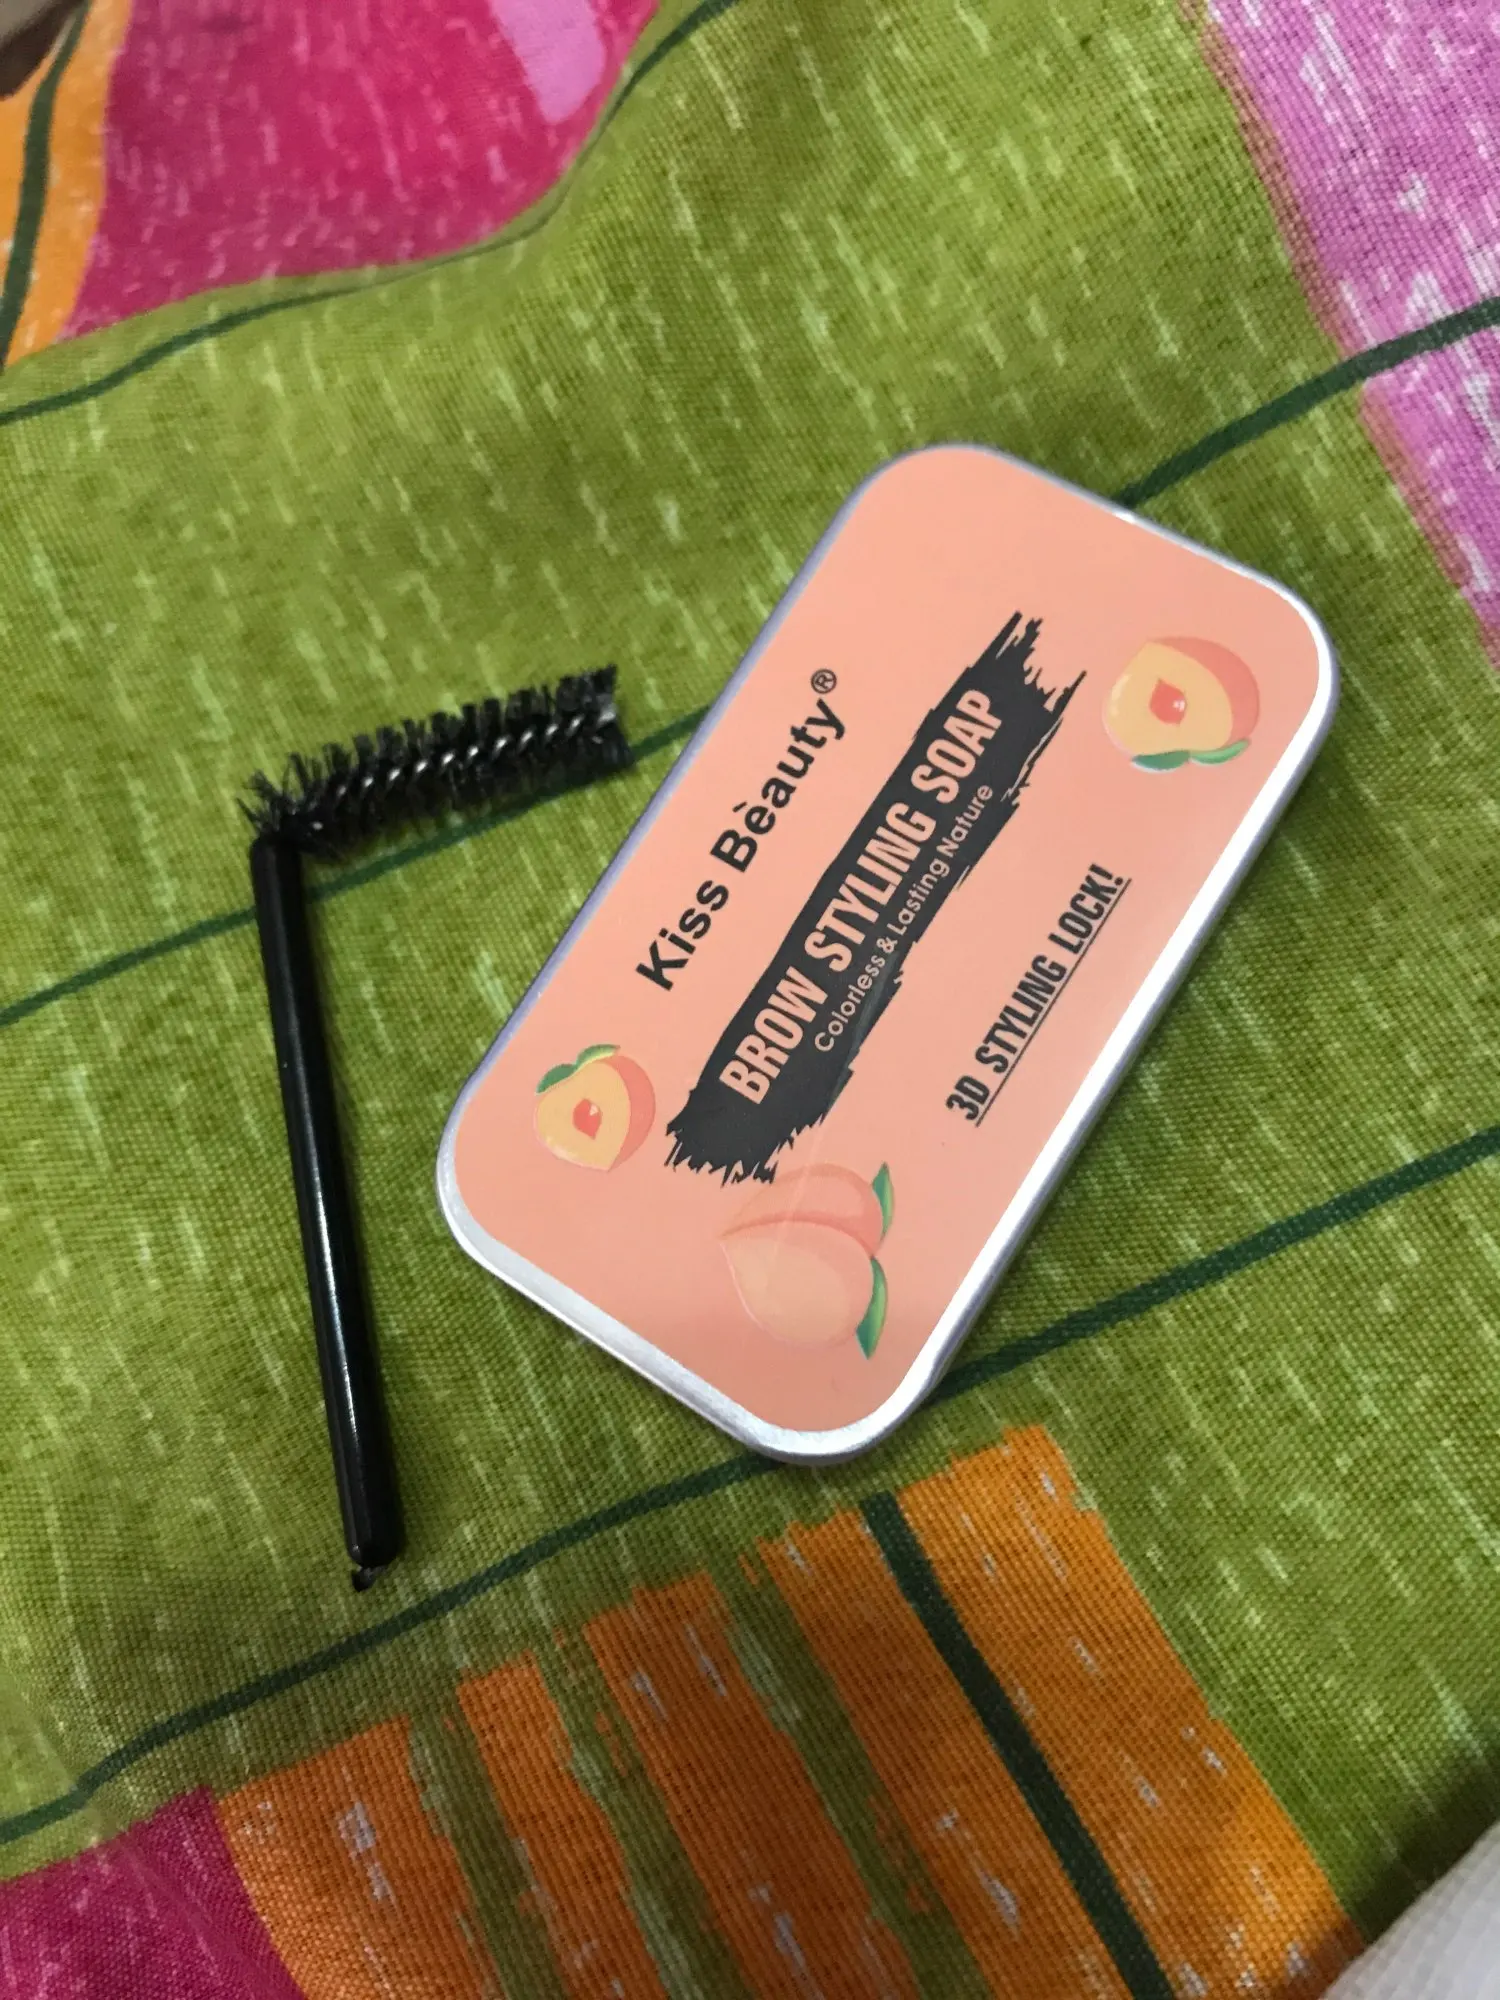 Kiss Bèauty®
BROW STYLING SOAP
Colorless & Lasting Nature
3D STYLING LOCK!